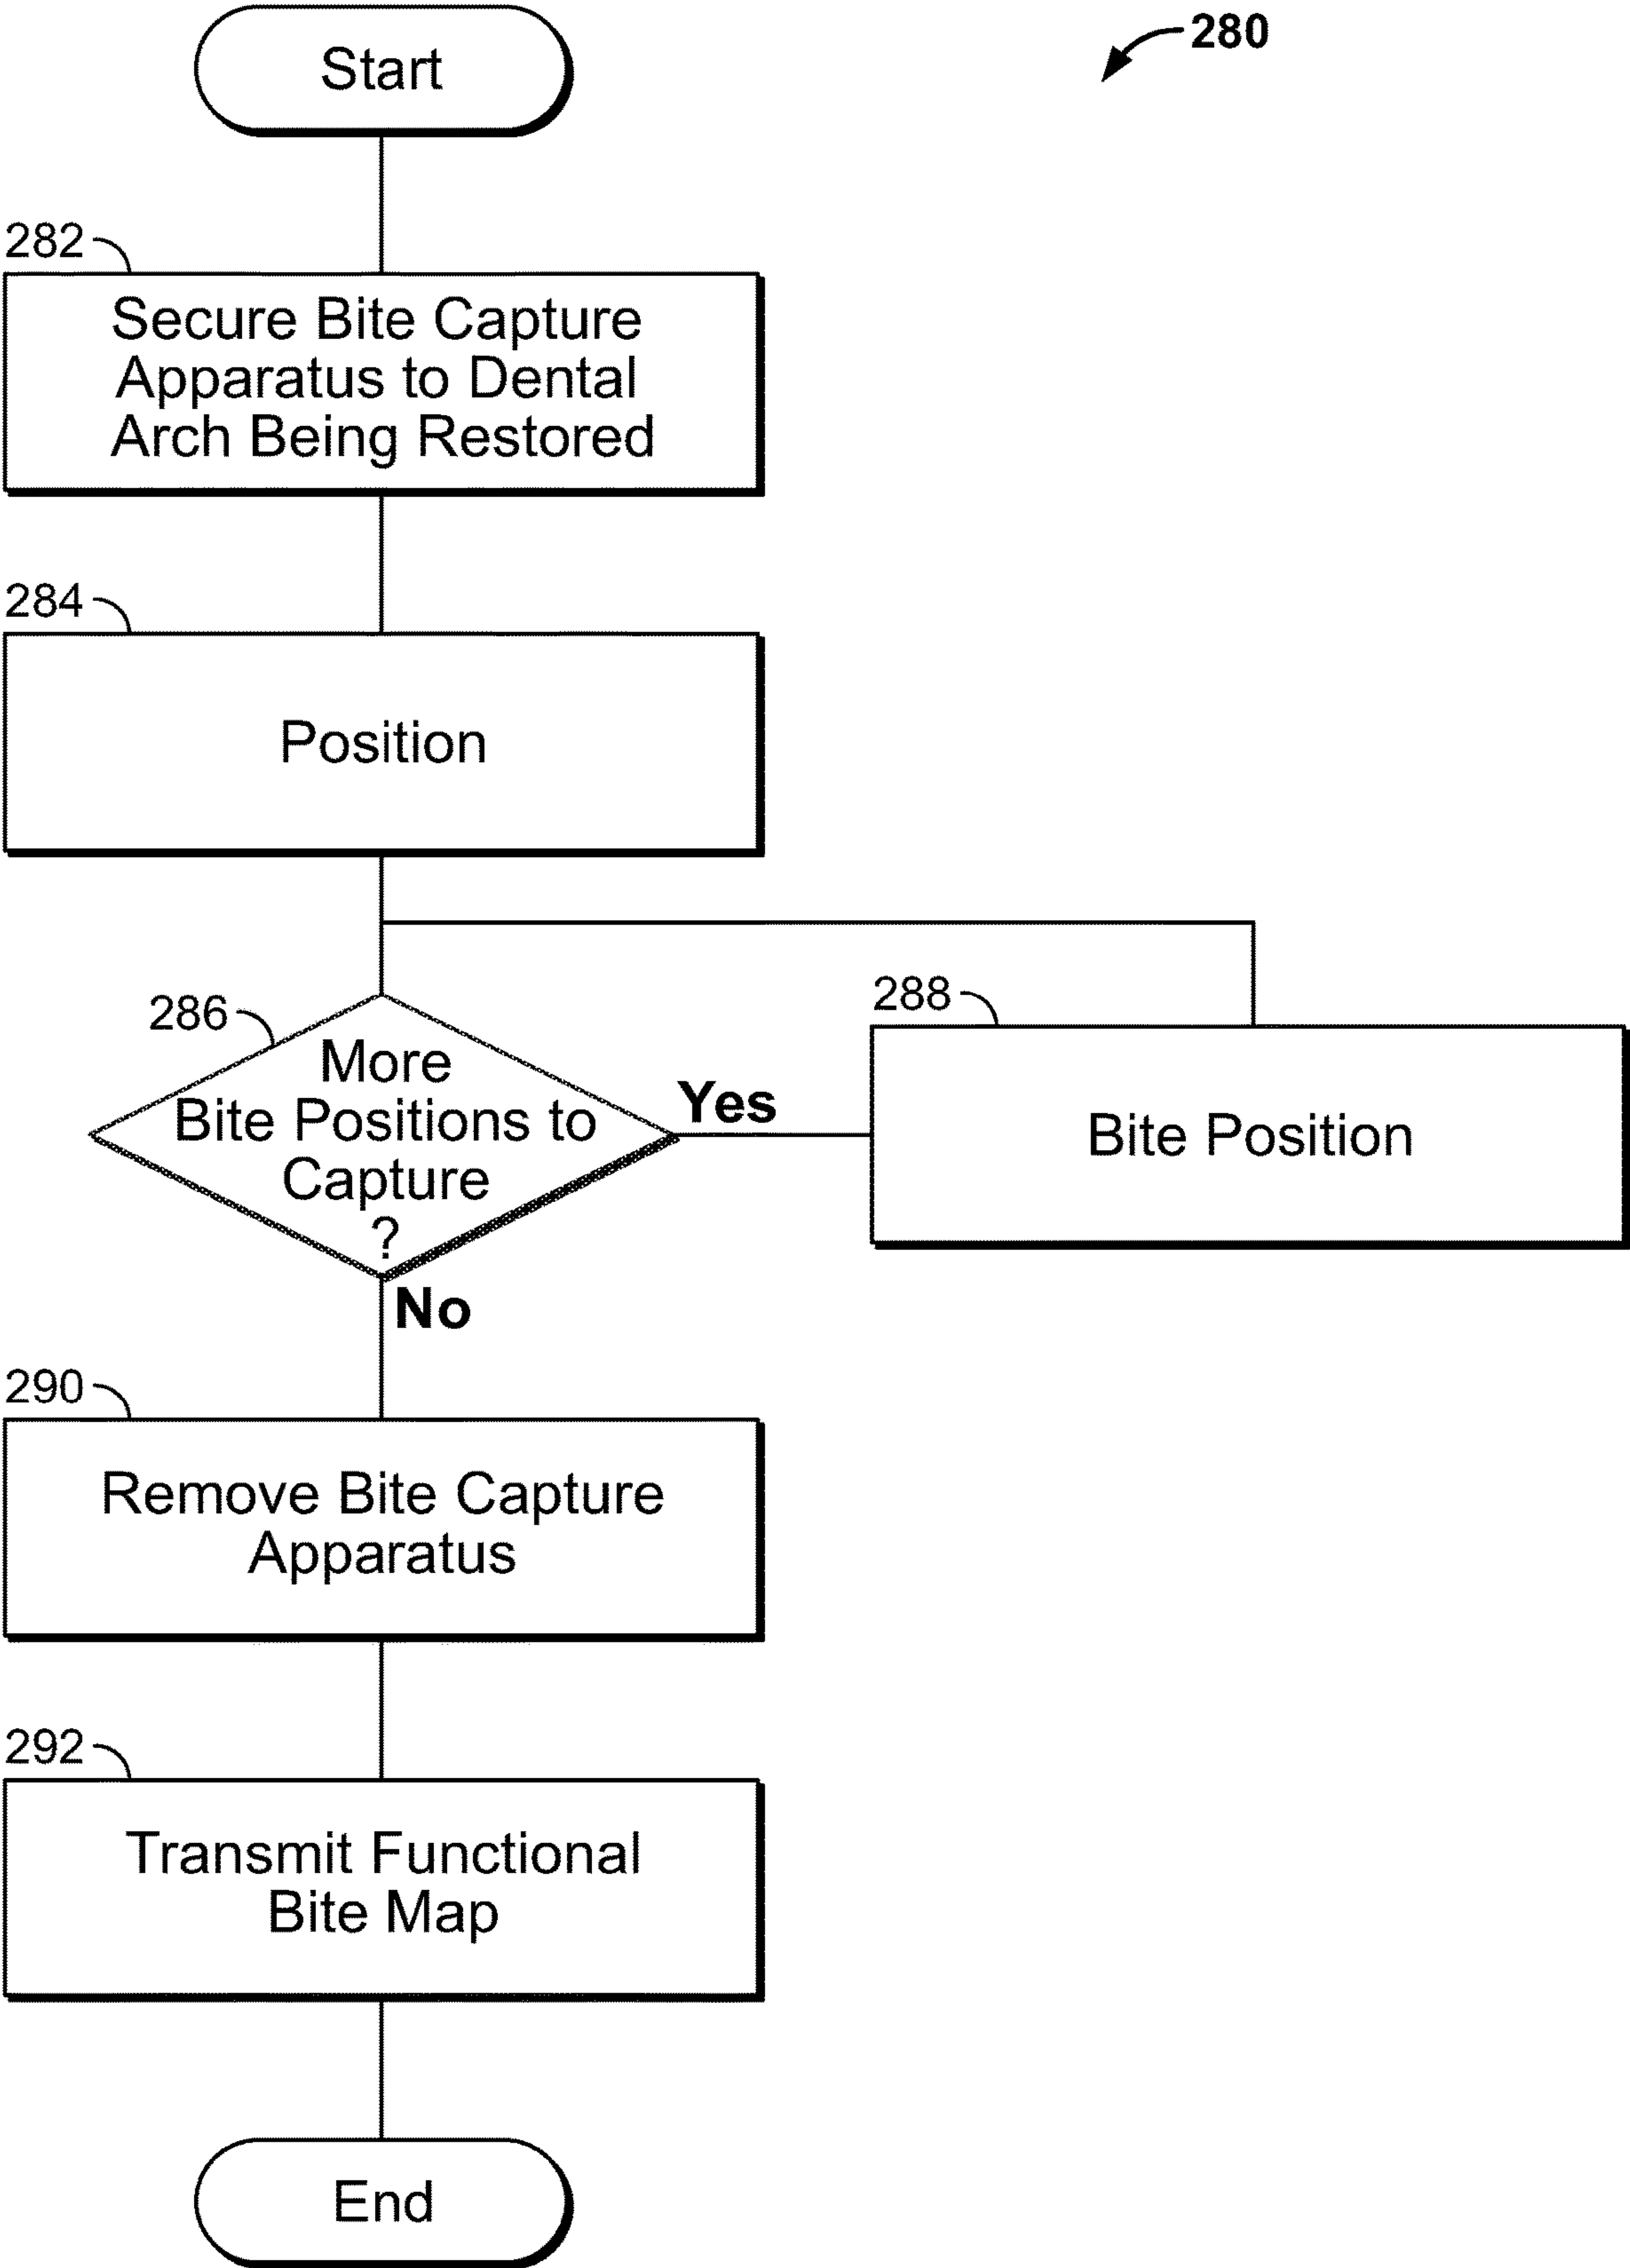 Start
280
282
Secure Bite Capture
Apparatus to Dental
Arch Being Restored
284
Position
286
More
Bite Positions to
Capture
?
Yes
288
Bite Position
No
290
Remove Bite Capture
Apparatus
292
Transmit Functional
Bite Map
End